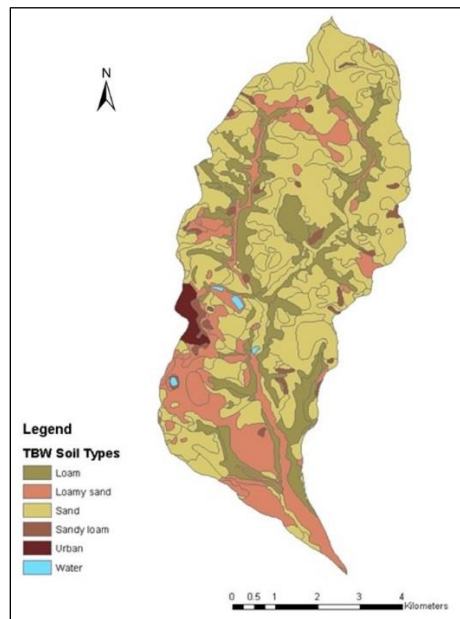 N
Legend
TBW Soil Types
Loam
Loamy sand
Sand
Sandy loam
Urban
Water
0 0.5 1 2 3 4
Kilometers